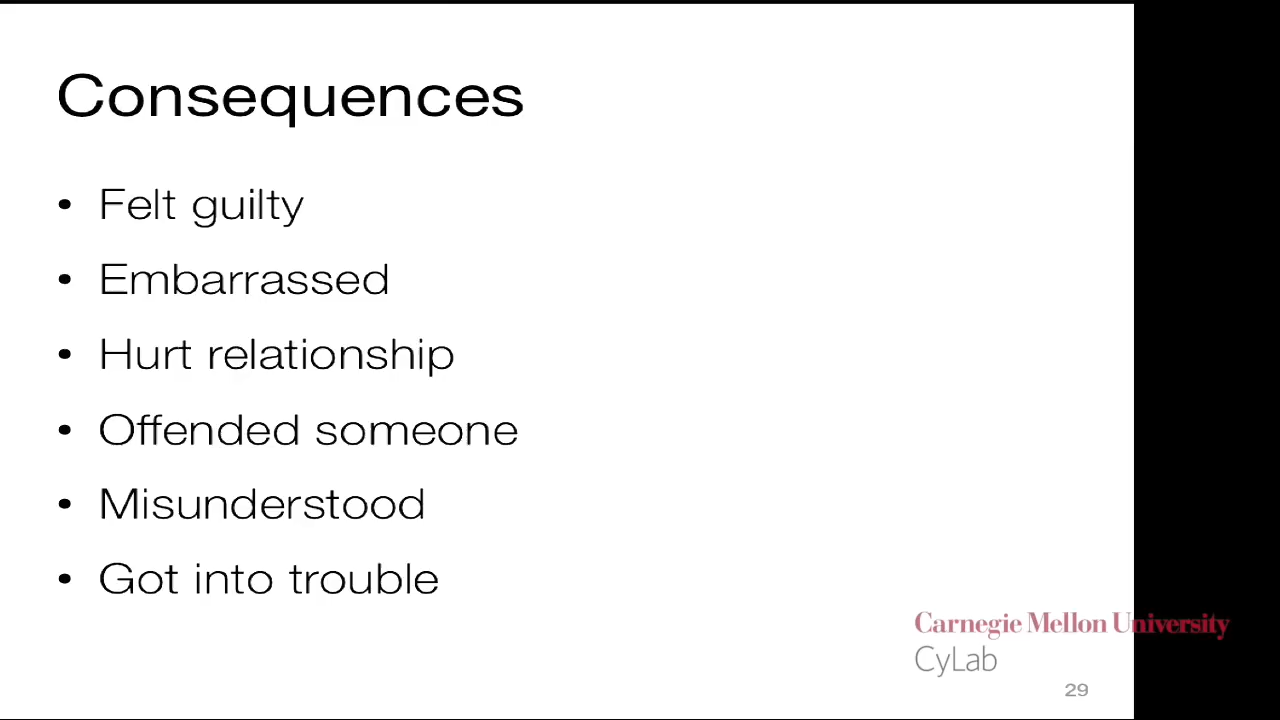 Consequences
• Felt guilty
• Embarrassed
• Hurt relationship
• Offended someone
• Misunderstood
• Got into trouble
Carnegie Mellon University
CyLab
29